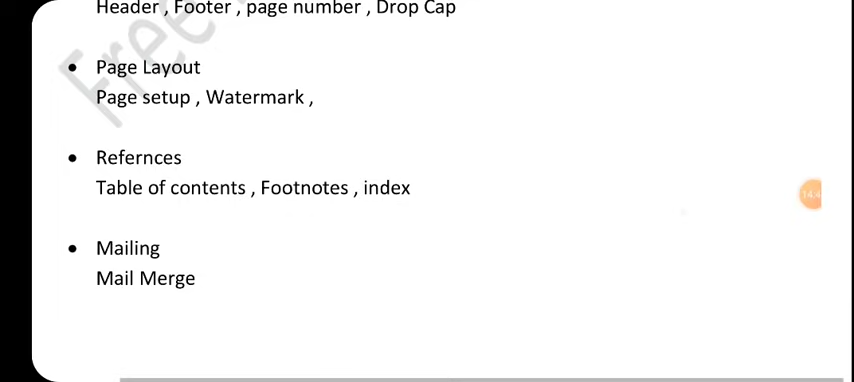 Header , Footer , page number , Drop Cap
Free
• Page Layout
Page setup , Watermark ,
• Refernces
Table of contents , Footnotes , index
• Mailing
Mail Merge